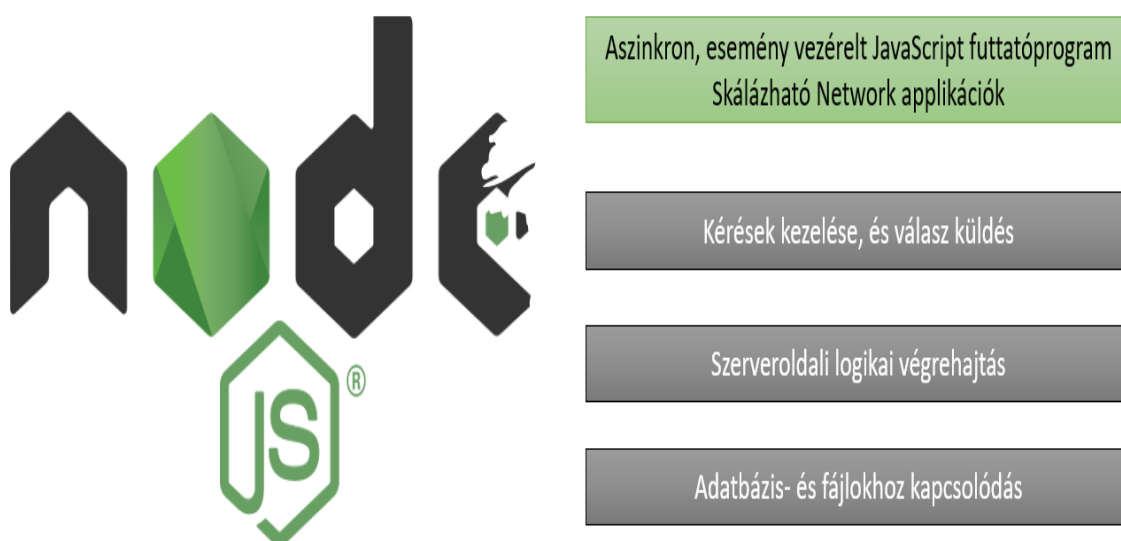 node
JS®
Aszinkron, esemény vezérelt JavaScript futtatóprogram
Skálázható Network applikációk
Kérések kezelése, és válasz küldés
Szerveroldali logikai végrehajtás
Adatbázis- és fájlokhoz kapcsolódás